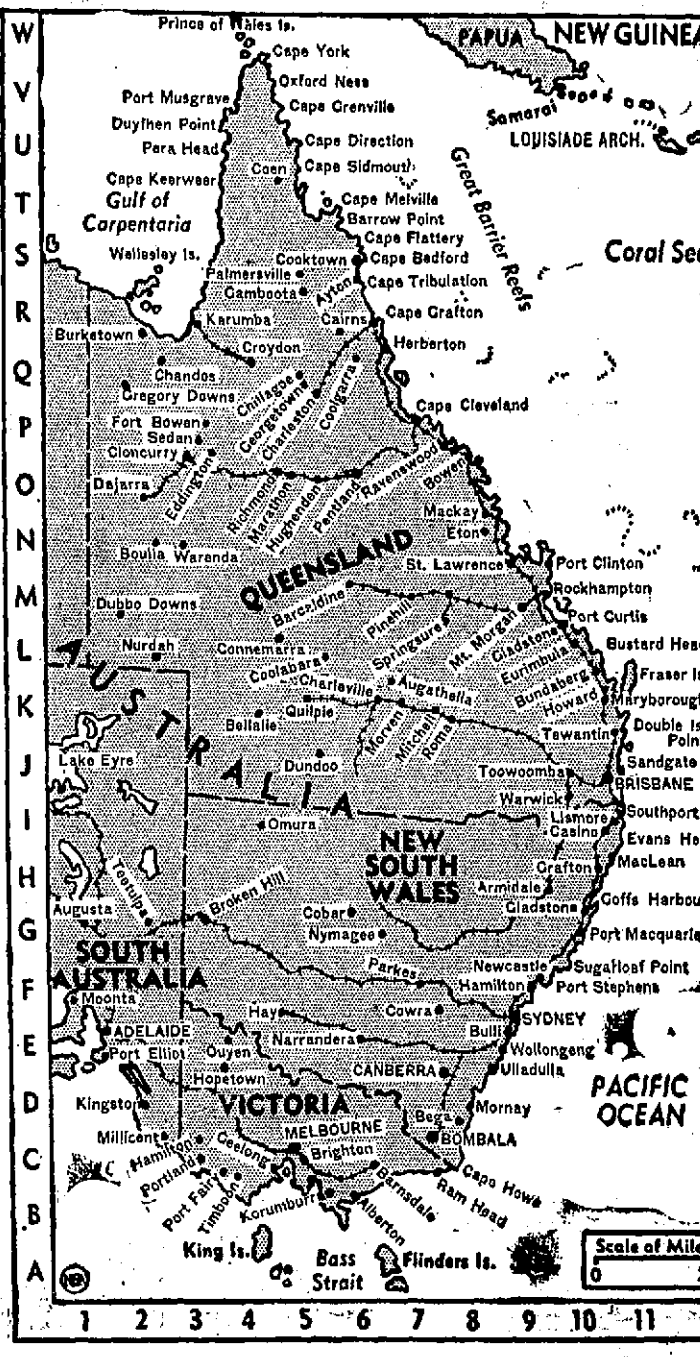 W
Prince of Wales Is.
PAPUA
NEW GUINEA
Cape York
Oxford Ness
V
Port Musgrave
Cape Grenville
Samarai
Duyfhen Point
LOUISIADE ARCH.
U
Pera Head
Cape Direction
Coen
Cape Sidmouth
Cape Keerweer
Great Barrier Reefs
T
Gulf of
Carpentaria
Cape Melville
Barrow Point
Cape Flattery
S
Wellesley Is.
Cooktown
Cape Bedford
Coral Sea
Palmersville
Gamboota
Ayton
Cape Tribulation
R
Karumba
Cairns
Cape Grafton
Burketown
Croydon
Herberton
Q
Chandos
Gregory Downs
Chillagoe
Georgetown
Charleston
Coolgarra
Cape Cleveland
P
Fort Bowen
Sedan
Cloncurry
Ravenswood
Bowen
O
Dajarra
Eddington
Richmond
Marathon
Hughenden
Pentland
Mackay
N
Eton
Boulia
Warenda
QUEENSLAND
St. Lawrence
Port Clinton
M
Dubbo Downs
Barcaldine
Pinehill
Springsure
Mt. Morgan
Rockhampton
Port Curtis
Gladstone
Eurimbula
L
Nurdah
Connemarra
Coolabara
Bustard Head
Bundaberg
Fraser Is
AUSTRALIA
Charleville
Augathella
Howard
Maryborough
K
Bellalie
Quilpie
Morven
Mitchell
Roma
Tewantin
Double Is
Point
J
Lake Eyre
Dundoo
Toowoomba
Sandgate
BRISBANE
Warwick
Southport
I
Omura
NEW
SOUTH
WALES
Lismore
Casino
Evans He
H
Teetulpa
Broken Hill
Grafton
MacLean
Armidale
Augusta
Cobar
Gladstone
Coffs Harbou
G
Nymagee
Port Macquarie
SOUTH
AUSTRALIA
Parkes
Newcastle
Sugarloaf Point
F
Moonta
Hamilton
Port Stephens
Hay
Cowra
SYDNEY
ADELAIDE
Bulli
E
Port Elliot
Ouyen
Narrandera
Wollongong
Hopetown
CANBERRA
Ulladulla
PACIFIC
OCEAN
D
Kingston
VICTORIA
Mornay
Bega
MELBOURNE
BOMBALA
Millicent
Hamilton
Geelong
Brighton
C
Portland
Cape Howe
Port Fairy
Timboon
Korumburra
Barnsdale
Ram Head
B
Alberton
King Is.
Bass
Strait
Flinders Is.
Scale of Mile
A
NEA
0
1 2 3 4 5 6 7 8 9 10 11